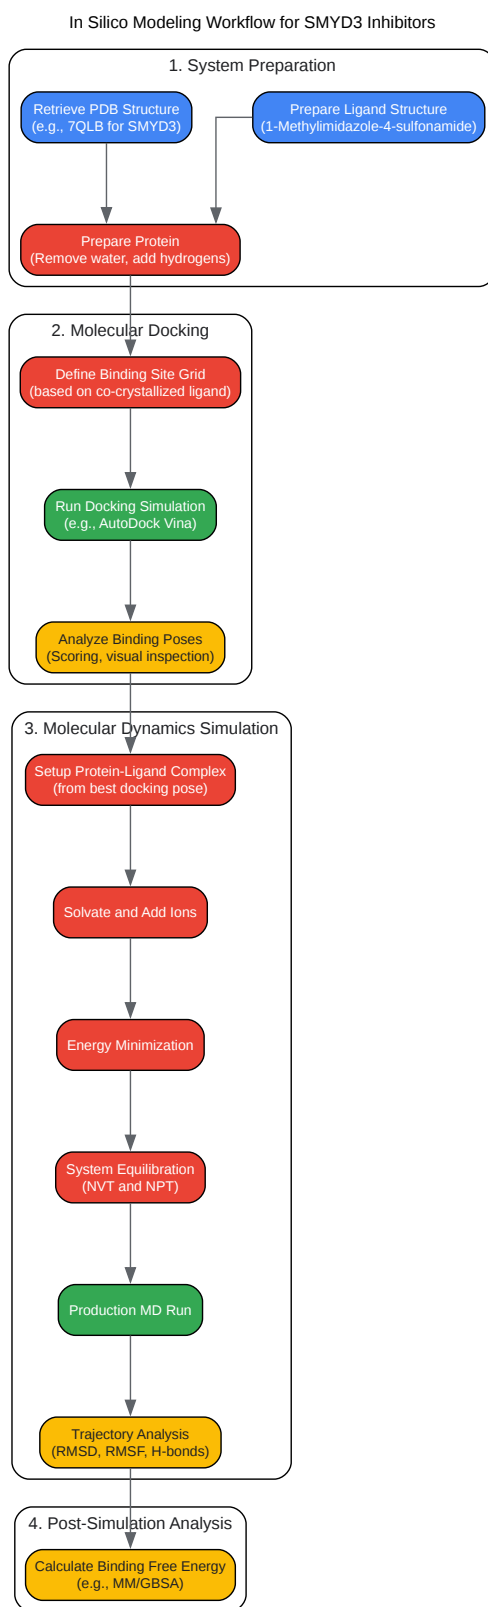 In Silico Modeling Workflow for SMYD3 Inhibitors
1. System Preparation
Retrieve PDB Structure
(e.g., 7QLB for SMYD3)
Prepare Ligand Structure
(1-Methylimidazole-4-sulfonamide)
Prepare Protein
(Remove water, add hydrogens)
2. Molecular Docking
Define Binding Site Grid
(based on co-crystallized ligand)
Run Docking Simulation
(e.g., AutoDock Vina)
Analyze Binding Poses
(Scoring, visual inspection)
3. Molecular Dynamics Simulation
Setup Protein-Ligand Complex
(from best docking pose)
Solvate and Add Ions
Energy Minimization
System Equilibration
(NVT and NPT)
Production MD Run
Trajectory Analysis
(RMSD, RMSF, H-bonds)
4. Post-Simulation Analysis
Calculate Binding Free Energy
(e.g., MM/GBSA)